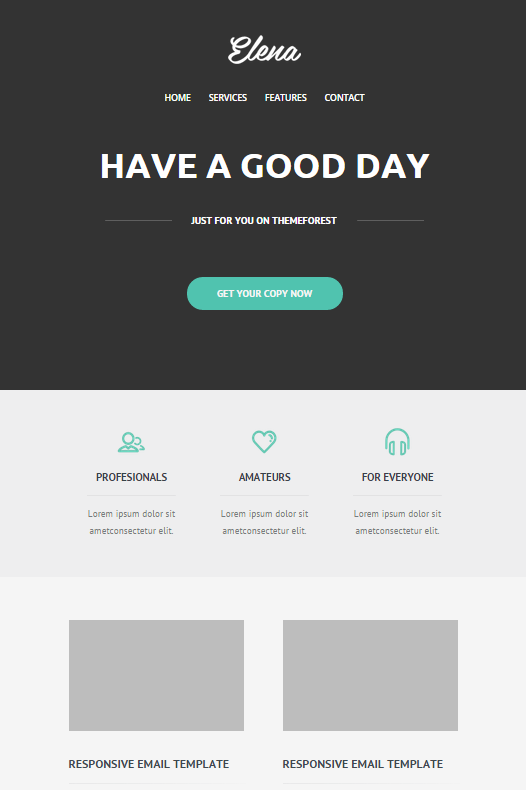 Elena
HOME SERVICES FEATURES CONTACT
HAVE A GOOD DAY
JUST FOR YOU ON THEMEFOREST
GET YOUR COPY NOW
PROFESIONALS AMATEURS FOR EVERYONE
Lorem ipsum dolor sit Lorem ipsum dolor sit Lorem ipsum dolor sit
ametconsectetur elit. ametconsectetur elit. ametconsectetur elit.
RESPONSIVE EMAIL TEMPLATE RESPONSIVE EMAIL TEMPLATE